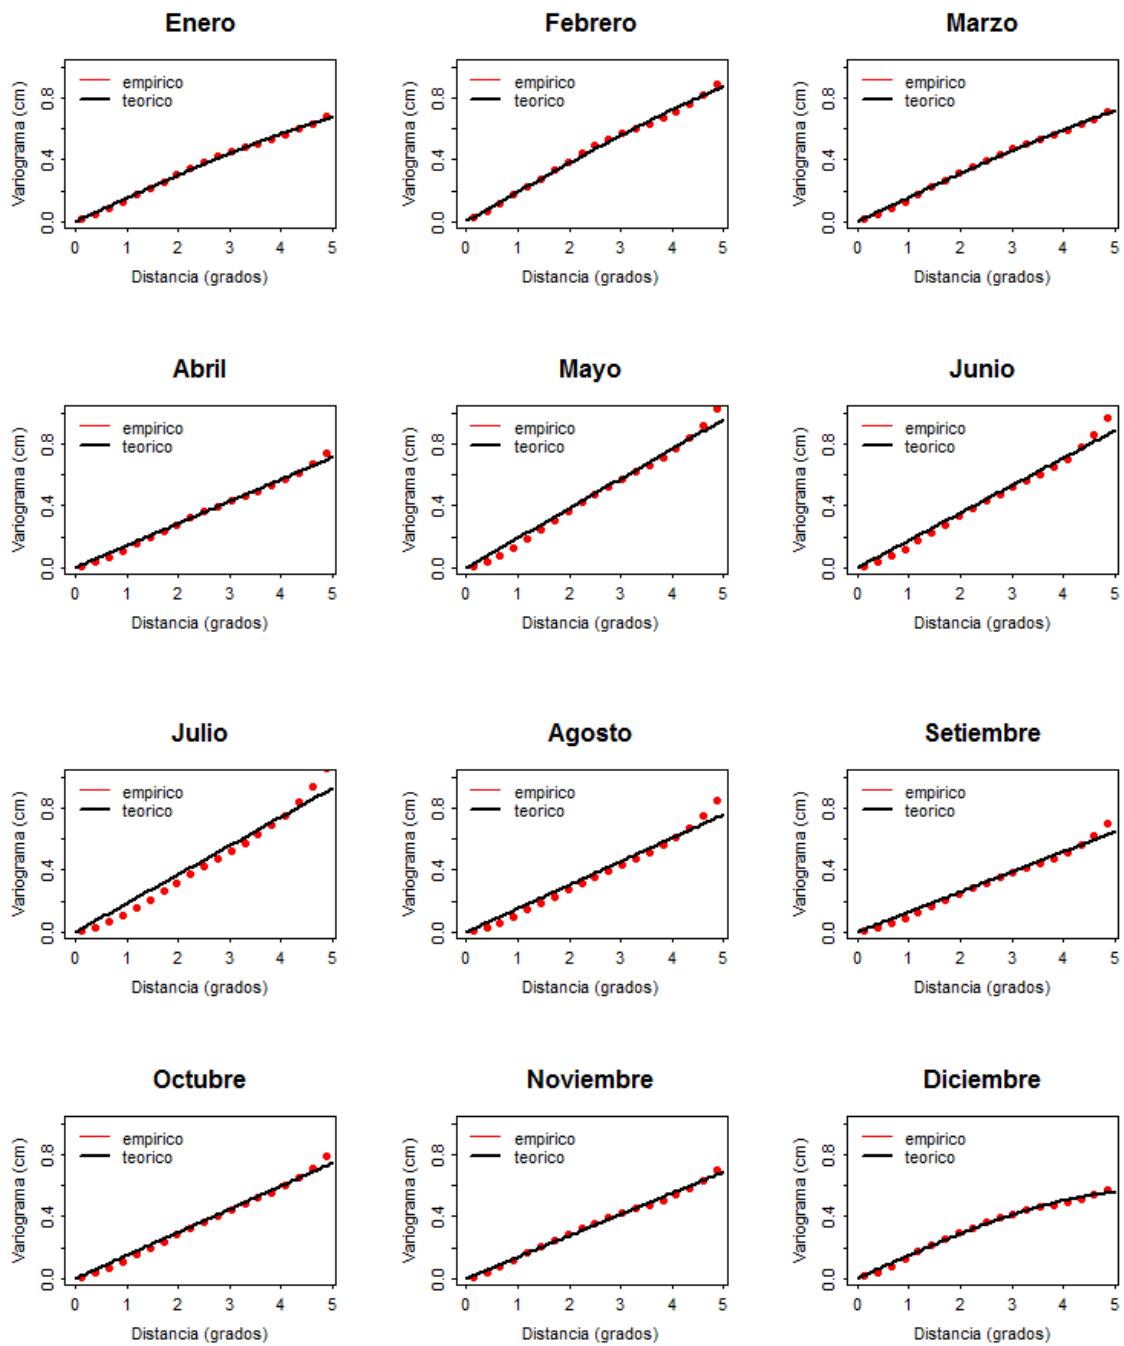 Enero
Febrero
Marzo
Variograma (cm)
0.0 0.4 0.8
empirico
teorico
0 1 2 3 4 5
Distancia (grados)
Variograma (cm)
0.0 0.4 0.8
empirico
teorico
0 1 2 3 4 5
Distancia (grados)
Variograma (cm)
0.0 0.4 0.8
empirico
teorico
0 1 2 3 4 5
Distancia (grados)
Abril
Mayo
Junio
Variograma (cm)
0.0 0.4 0.8
empirico
teorico
0 1 2 3 4 5
Distancia (grados)
Variograma (cm)
0.0 0.4 0.8
empirico
teorico
0 1 2 3 4 5
Distancia (grados)
Variograma (cm)
0.0 0.4 0.8
empirico
teorico
0 1 2 3 4 5
Distancia (grados)
Julio
Agosto
Setiembre
Variograma (cm)
0.0 0.4 0.8
empirico
teorico
0 1 2 3 4 5
Distancia (grados)
Variograma (cm)
0.0 0.4 0.8
empirico
teorico
0 1 2 3 4 5
Distancia (grados)
Variograma (cm)
0.0 0.4 0.8
empirico
teorico
0 1 2 3 4 5
Distancia (grados)
Octubre
Noviembre
Diciembre
Variograma (cm)
0.0 0.4 0.8
empirico
teorico
0 1 2 3 4 5
Distancia (grados)
Variograma (cm)
0.0 0.4 0.8
empirico
teorico
0 1 2 3 4 5
Distancia (grados)
Variograma (cm)
0.0 0.4 0.8
empirico
teorico
0 1 2 3 4 5
Distancia (grados)